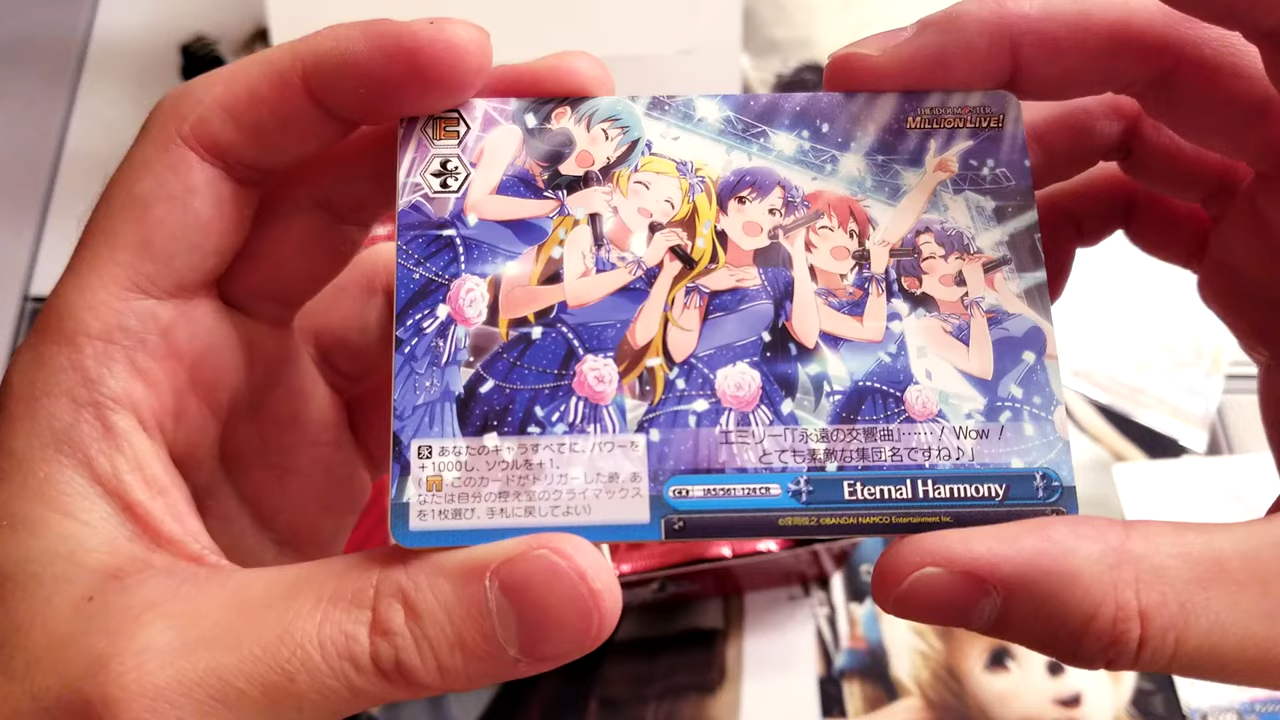 THE IDOLM@STER
MILLION LIVE!
エミリー「『永遠の交響曲』……！ Wow！
とても素敵な集団名ですね♪」
永 あなたのキャラすべてに、パワーを
+1000し、ソウルを+1。
( このカードがトリガーした時、あ
なたは自分の控え室のクライマックス
を1枚選び、手札に戻してよい)
CX IAS/S61-124 CR
Eternal Harmony
©窪岡俊之 ©BANDAI NAMCO Entertainment Inc.